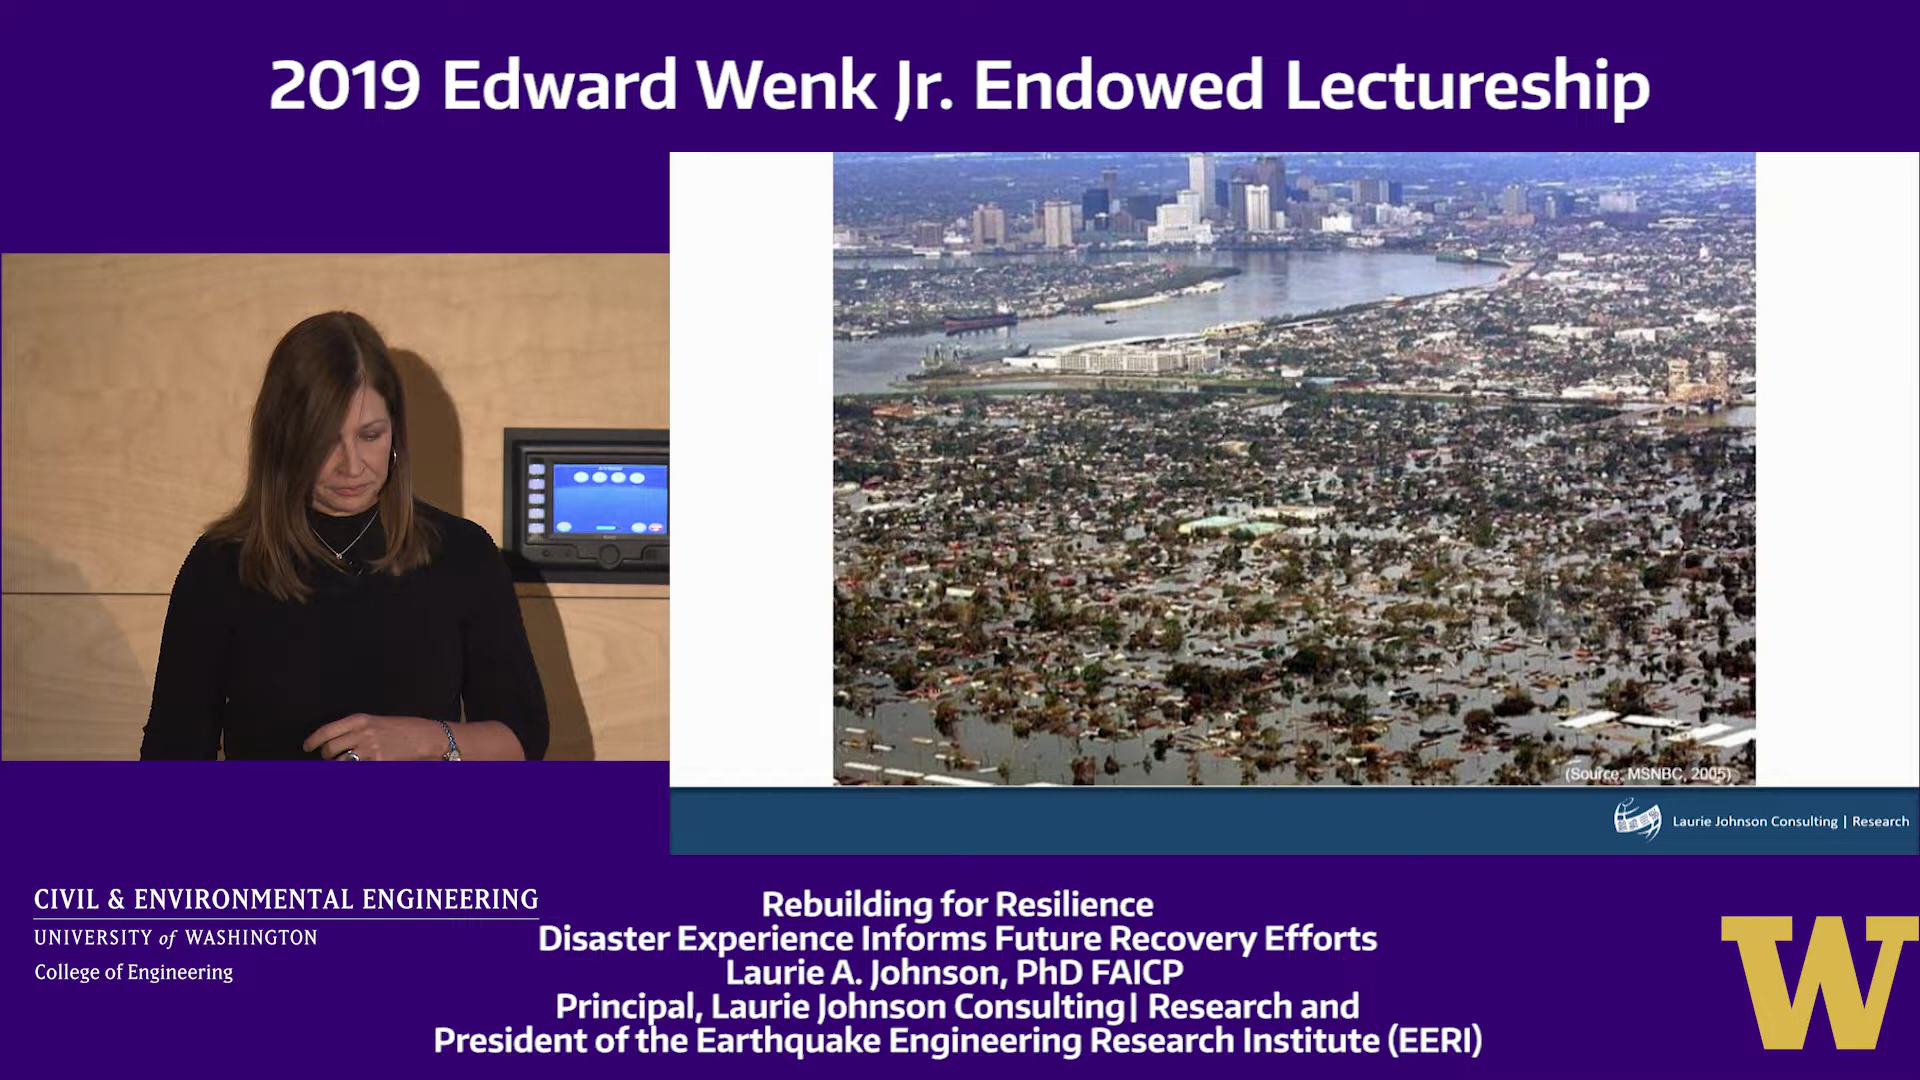 2019 Edward Wenk Jr. Endowed Lectureship
(Source, MSNBC, 2005)
Laurie Johnson Consulting | Research
CIVIL & ENVIRONMENTAL ENGINEERING
UNIVERSITY of WASHINGTON
College of Engineering
Rebuilding for Resilience
Disaster Experience Informs Future Recovery Efforts
Laurie A. Johnson, PhD FAICP
Principal, Laurie Johnson Consulting| Research and
President of the Earthquake Engineering Research Institute (EERI)
W